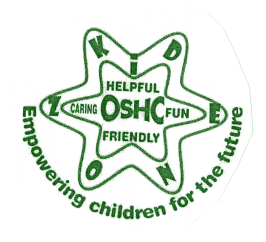 KiDZONE
HELPFUL
CARING OSHC FUN
FRIENDLY
Empowering children for the future